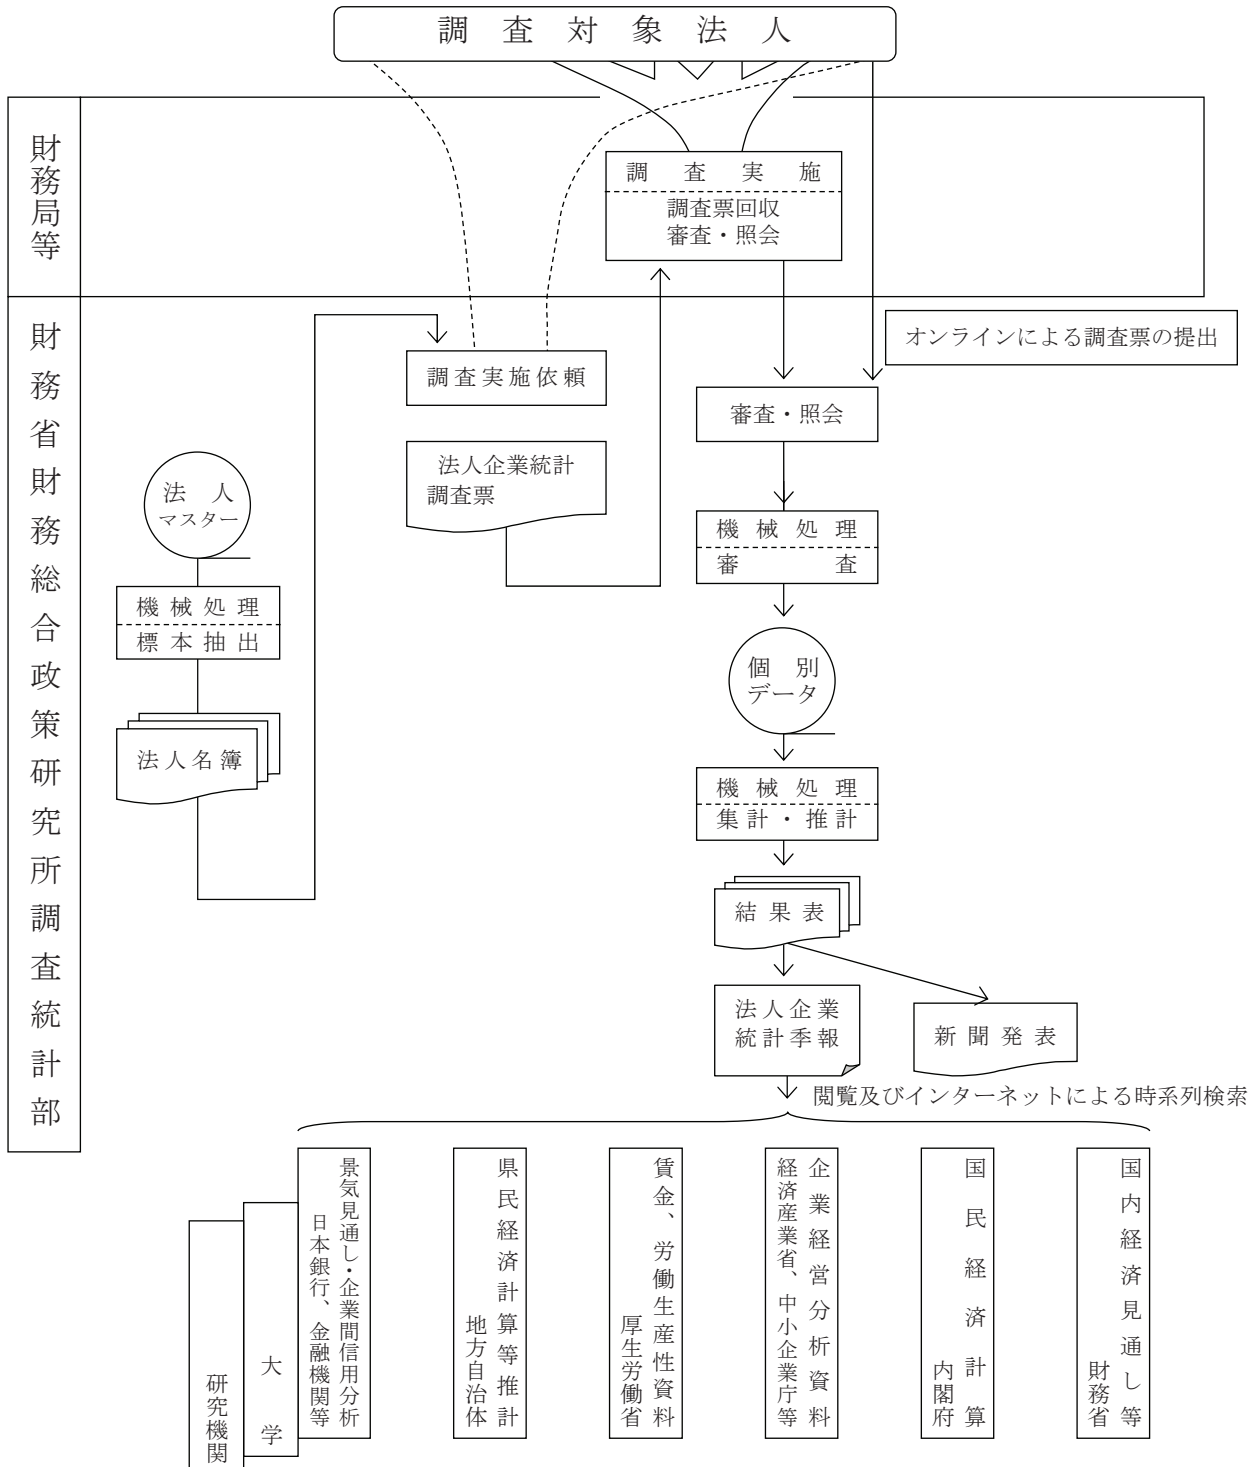 調査対象法人
財務局等
調査実施
調査票回収
審査・照会
財務省財務総合政策研究所調査統計部
オンラインによる調査票の提出
調査実施依頼
審査・照会
法人企業統計
調査票
法人
マスター
機械処理
審査
機械処理
標本抽出
個別
データ
法人名簿
機械処理
集計・推計
結果表
法人企業
統計季報
新聞発表
閲覧及びインターネットによる時系列検索
国内経済見通し等
財務省
国民経済計算
内閣府
企業経営分析資料
経済産業省、中小企業庁等
賃金、労働生産性資料
厚生労働省
県民経済計算等推計
地方自治体
景気見通し・企業間信用分析
日本銀行、金融機関等
大学
研究機関